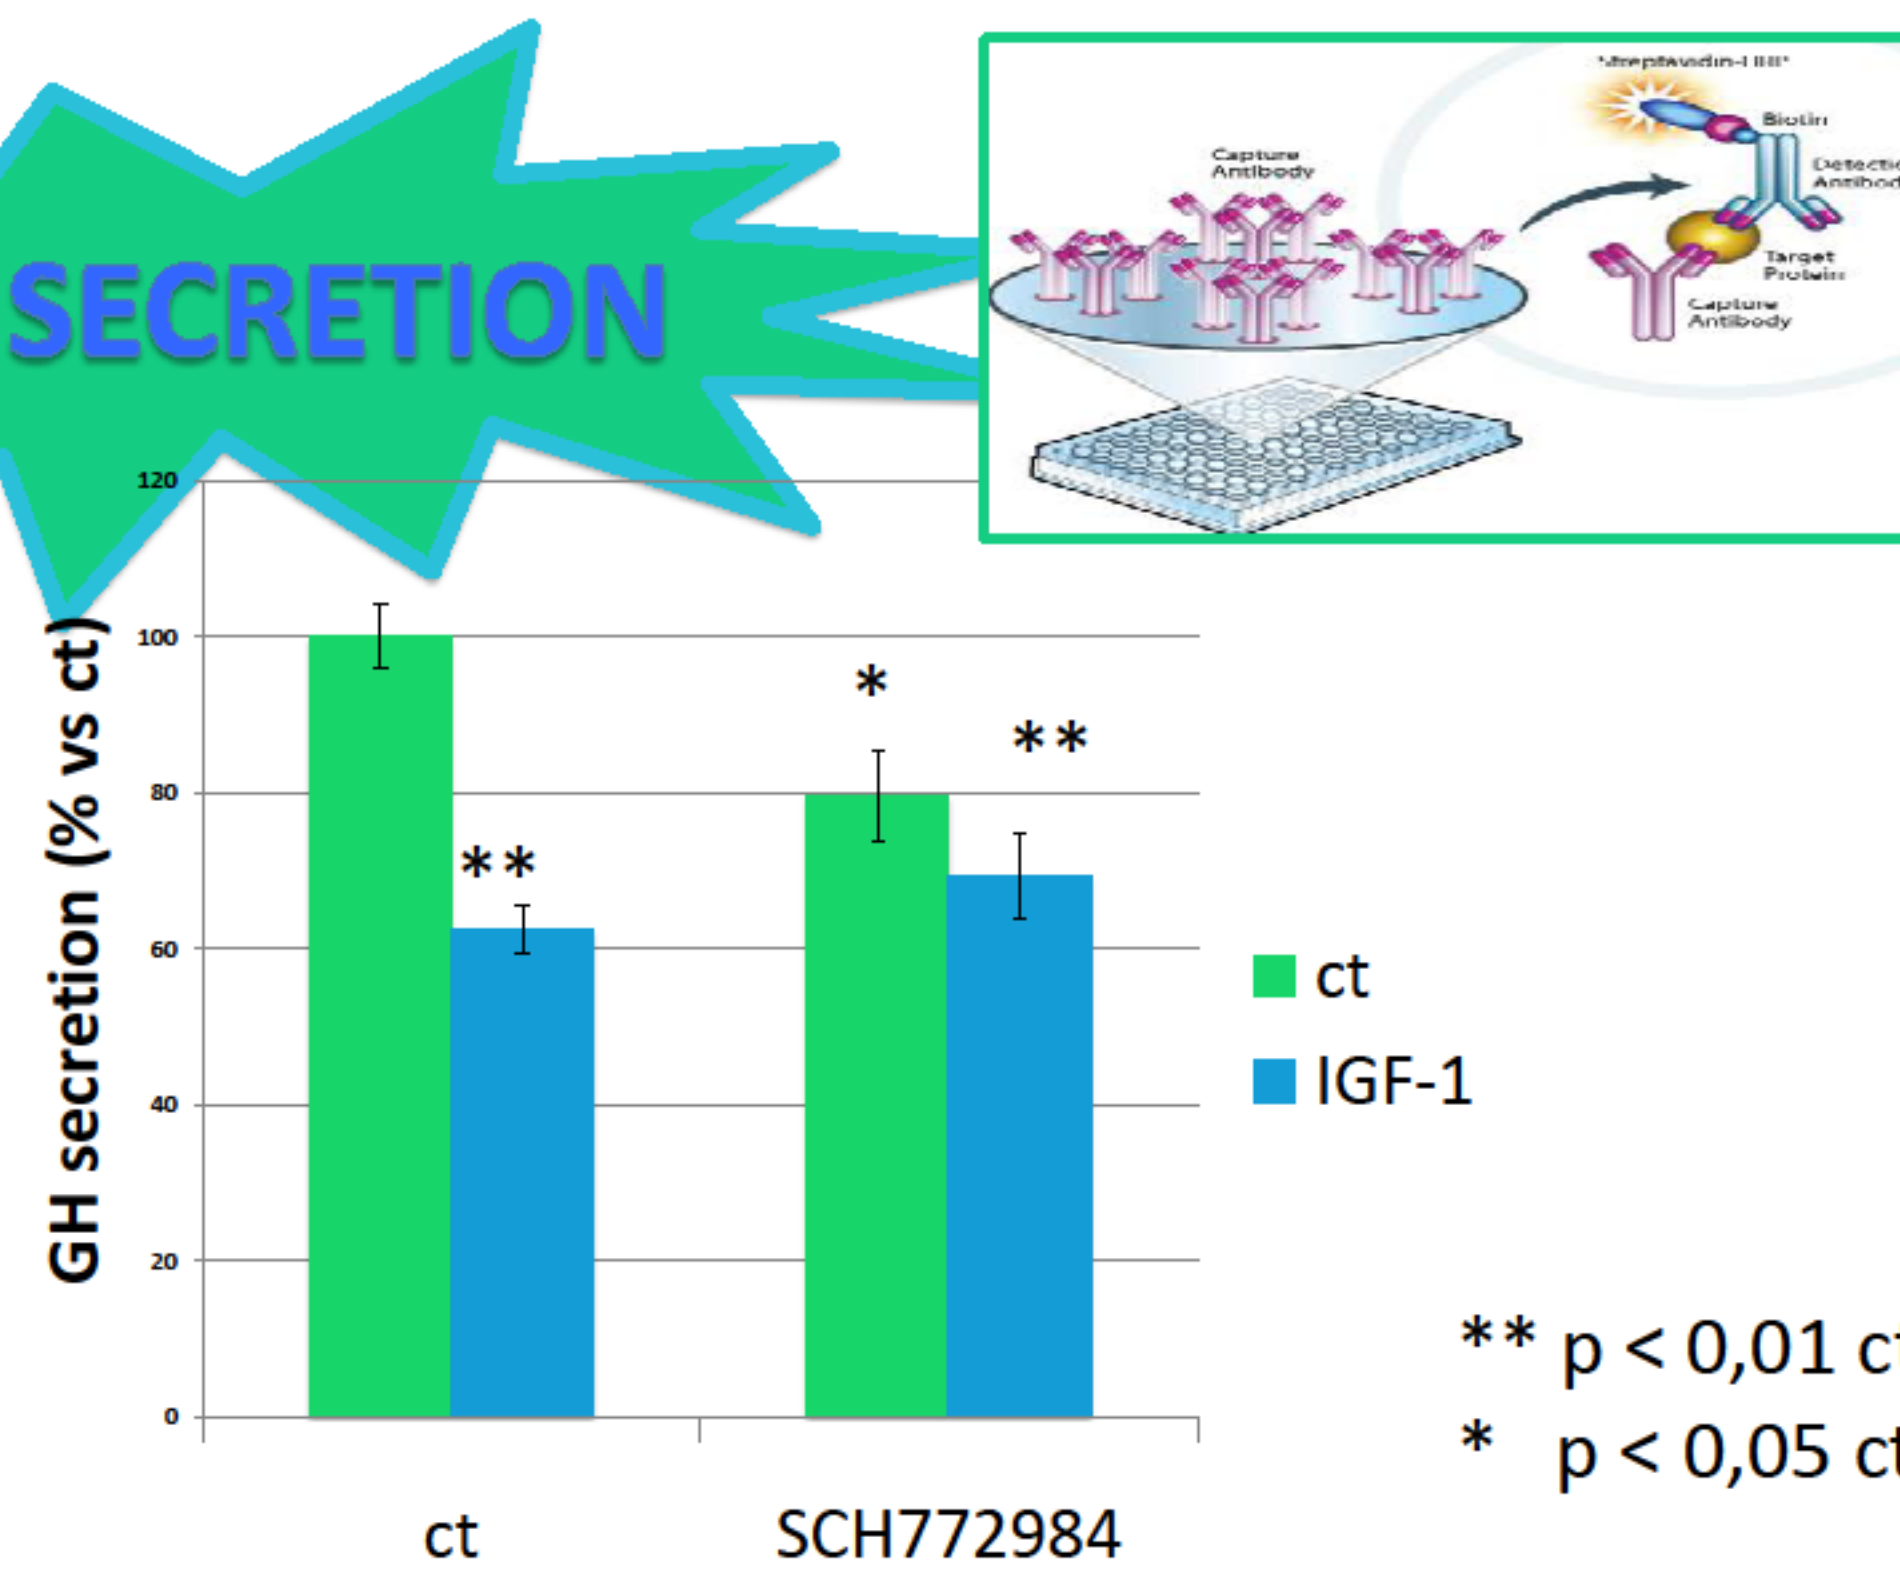 SECRETION
Biotin
Capture
Antibody
Target
Protein
Capture
Antibody
GH secretion (% vs ct)
120
100
80
60
40
20
0
*
**
**
ct
IGF-1
** p < 0,01
* p < 0,05
ct
SCH772984